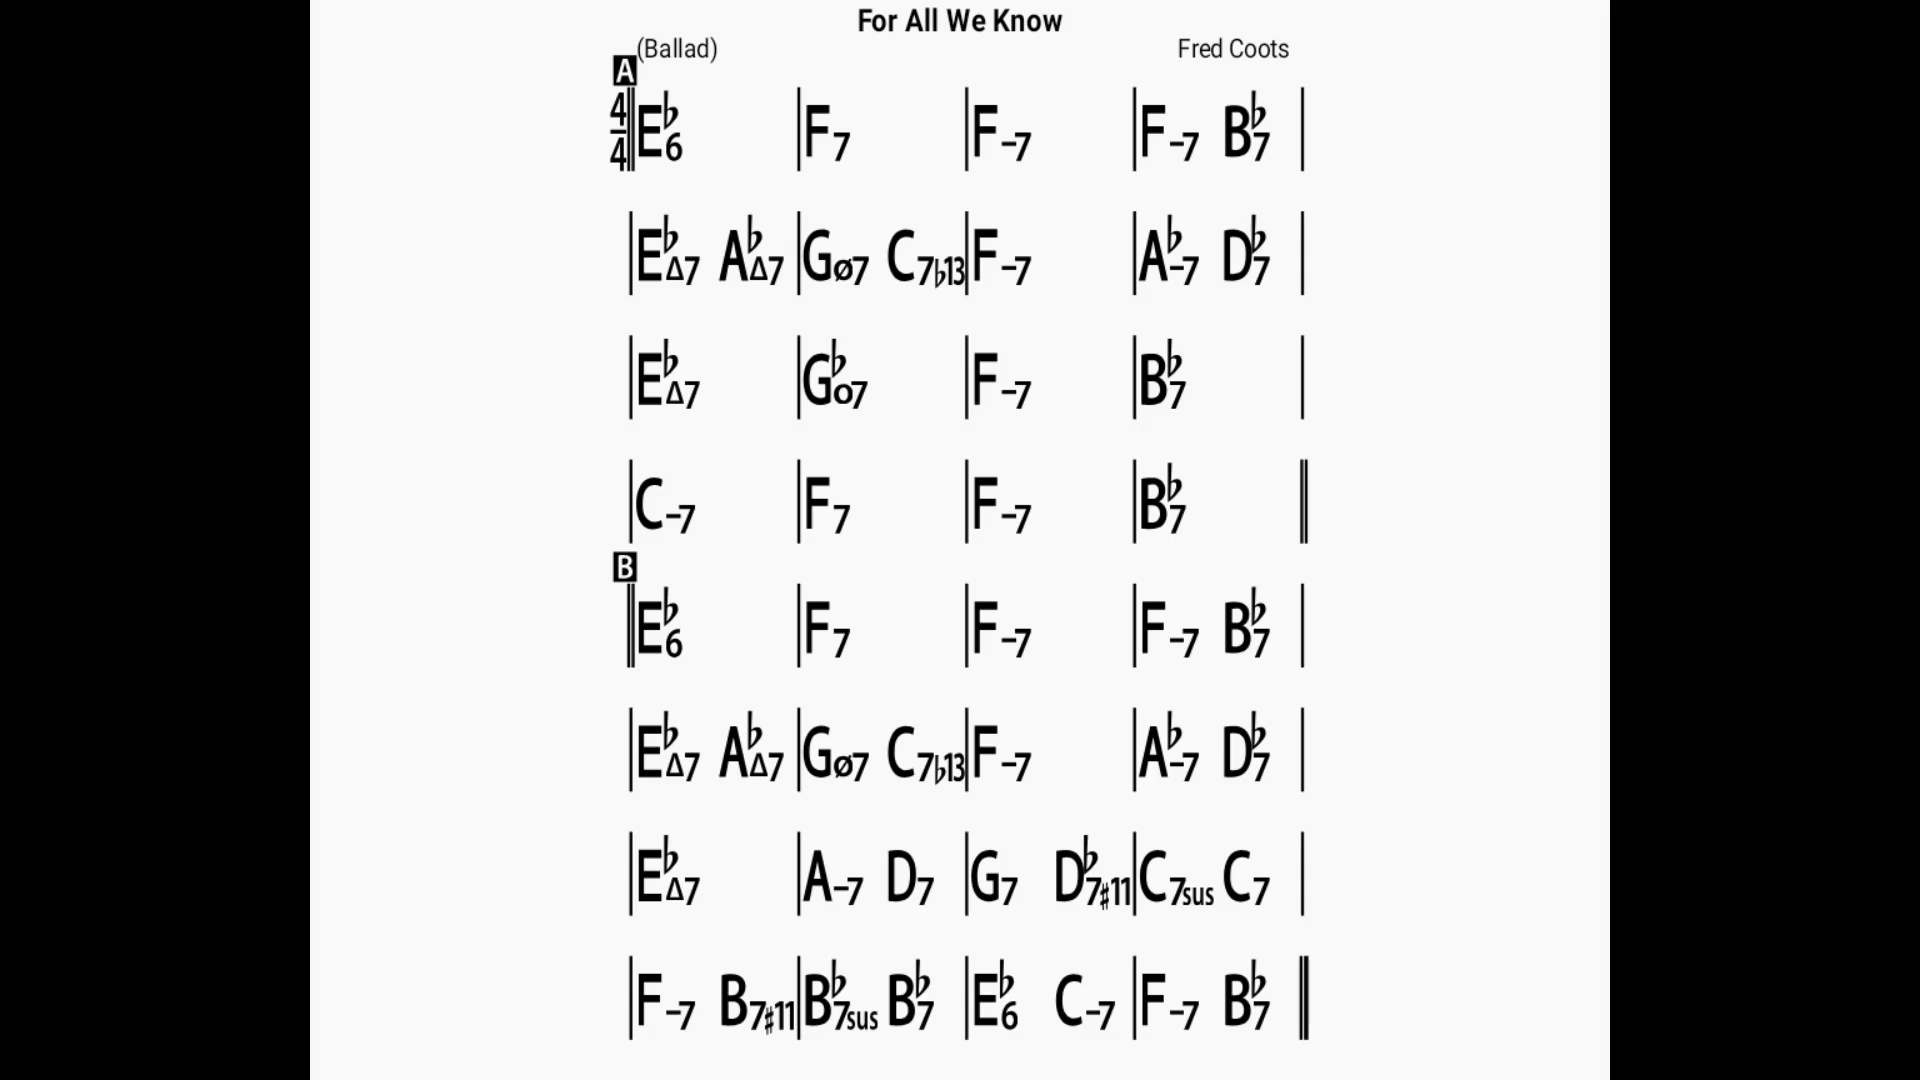 For All We Know
(Ballad) Fred Coots
A
4/4 E♭6 | F7 | F–7 | F–7 B♭7 |
| E♭Δ7 A♭Δ7 | Gø7 C7♭13 | F–7 | A♭–7 D♭7 |
| E♭Δ7 | G♭o7 | F–7 | B♭7 |
| C–7 | F7 | F–7 | B♭7 ||
B
|| E♭6 | F7 | F–7 | F–7 B♭7 |
| E♭Δ7 A♭Δ7 | Gø7 C7♭13 | F–7 | A♭–7 D♭7 |
| E♭Δ7 | A–7 D7 | G7 D♭7♯11 | C7sus C7 |
| F–7 B7♯11 | B♭7sus B♭7 | E♭6 C–7 | F–7 B♭7 ||